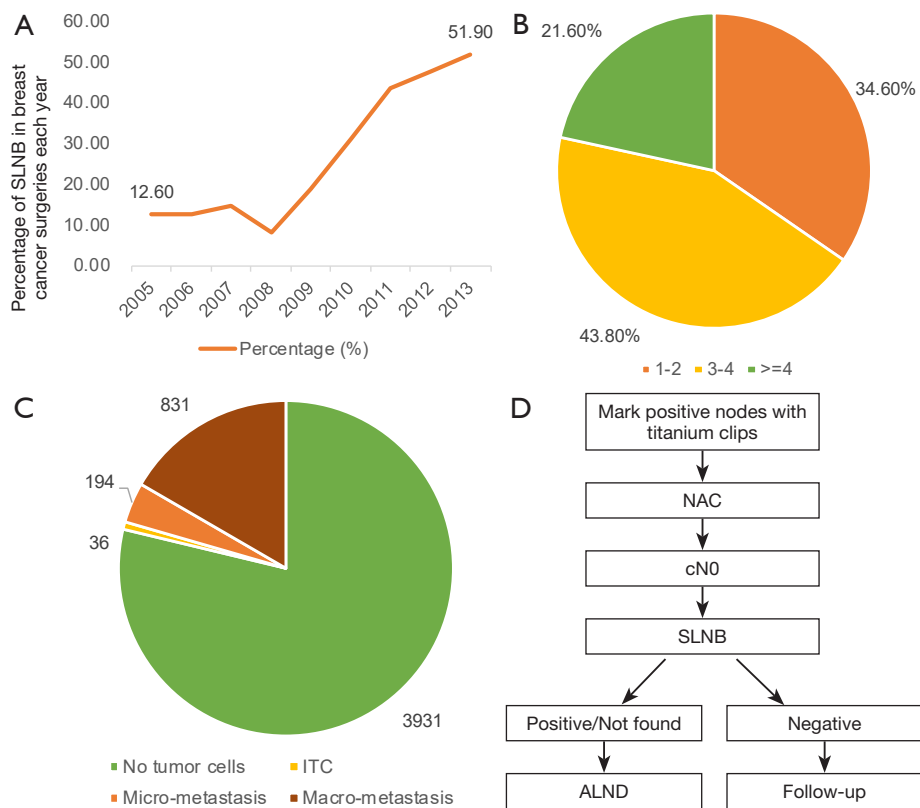 A
Percentage of SLNB in breast
cancer surgeries each year
60.00
50.00
40.00
30.00
20.00
10.00
0.00
12.60
51.90
2005
2006
2007
2008
2009
2010
2011
2012
2013
Percentage (%)
B
21.60%
34.60%
43.80%
1-2 3-4 >=4
C
831
194
36
3931
No tumor cells ITC
Micro-metastasis Macro-metastasis
D
Mark positive nodes with
titanium clips
NAC
cN0
SLNB
Positive/Not found Negative
ALND Follow-up